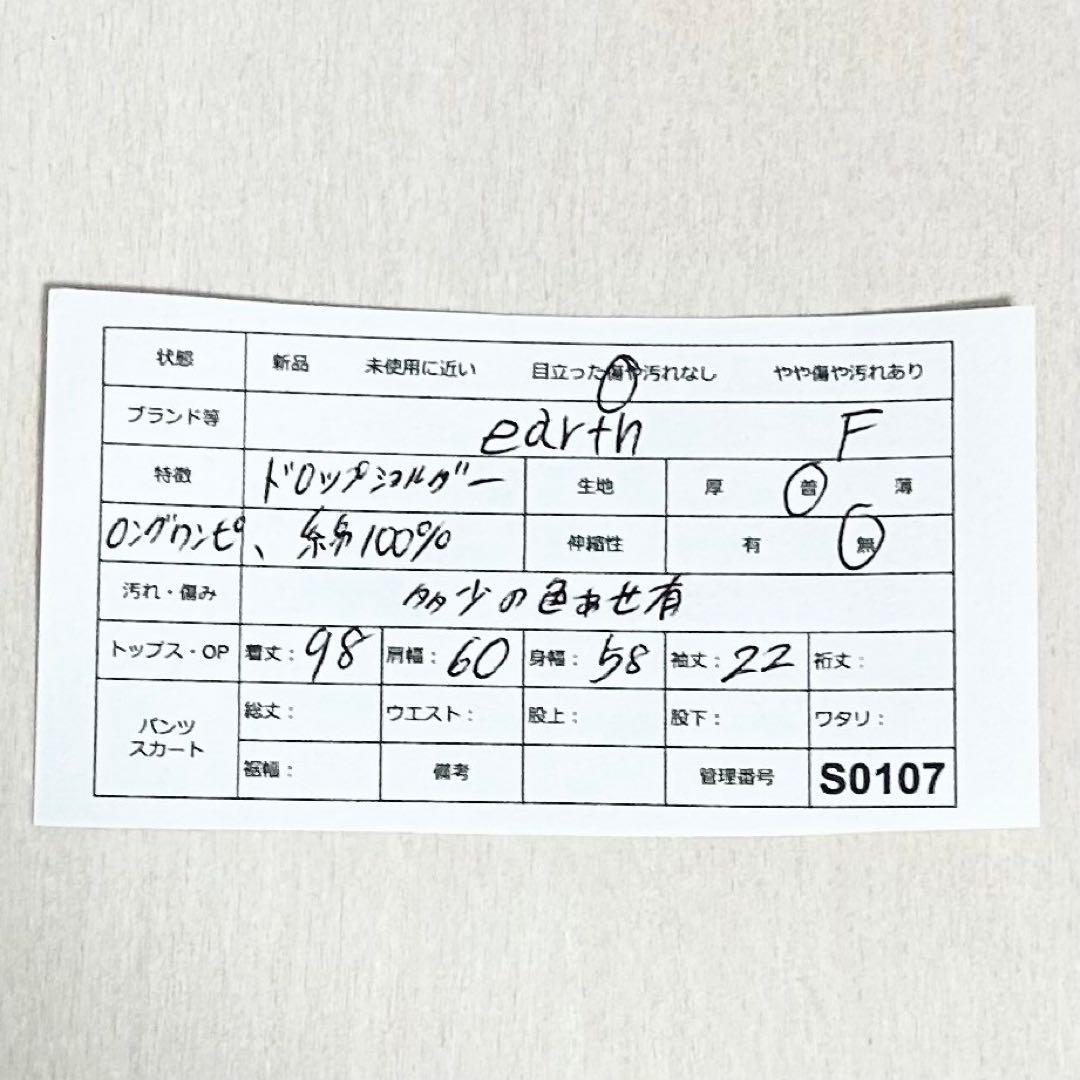 状態 新品 未使用に近い 目立った傷や汚れなし やや傷や汚れあり
ブランド等 earth F
特徴 ドロップショルダー 生地 厚 普 薄
ロングワンピ、綿100% 伸縮性 有 無
汚れ・傷み 多少の色あせ有
トップス・OP 着丈：98 肩幅：60 身幅：58 袖丈：22 裄丈：
パンツ スカート 総丈： ウエスト： 股上： 股下： ワタリ：
裾幅： 備考 管理番号 S0107